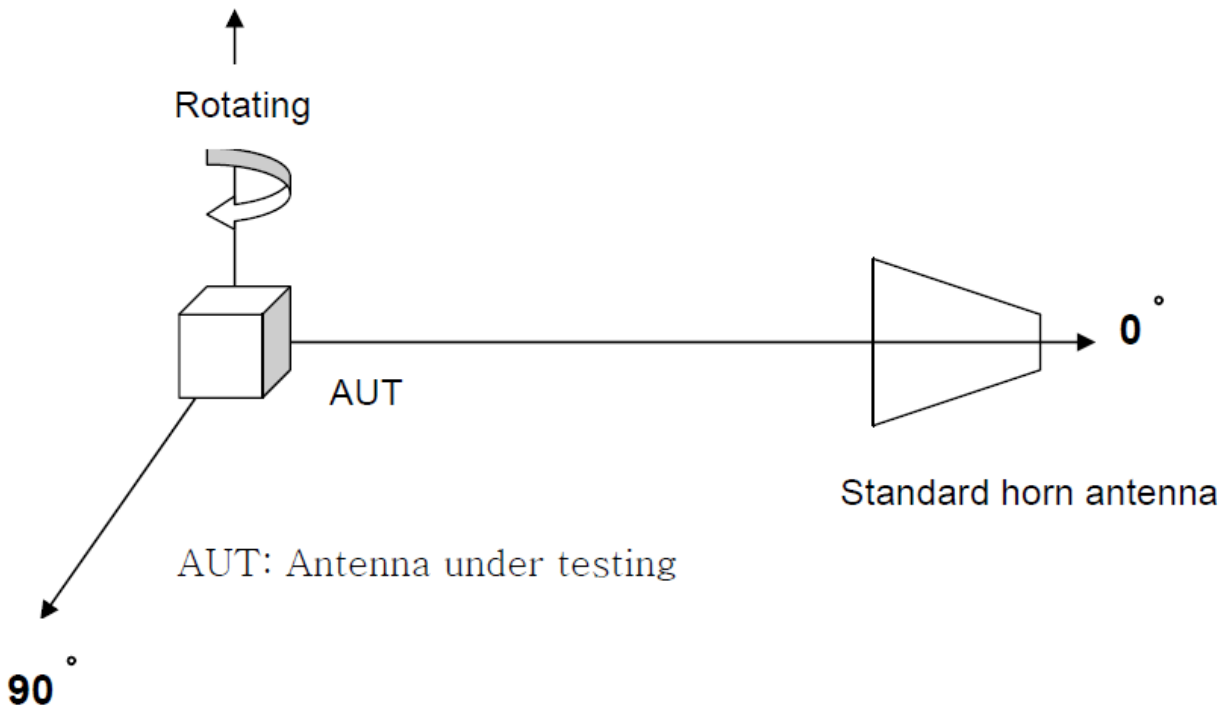 Rotating
0°
AUT
Standard horn antenna
AUT: Antenna under testing
90°